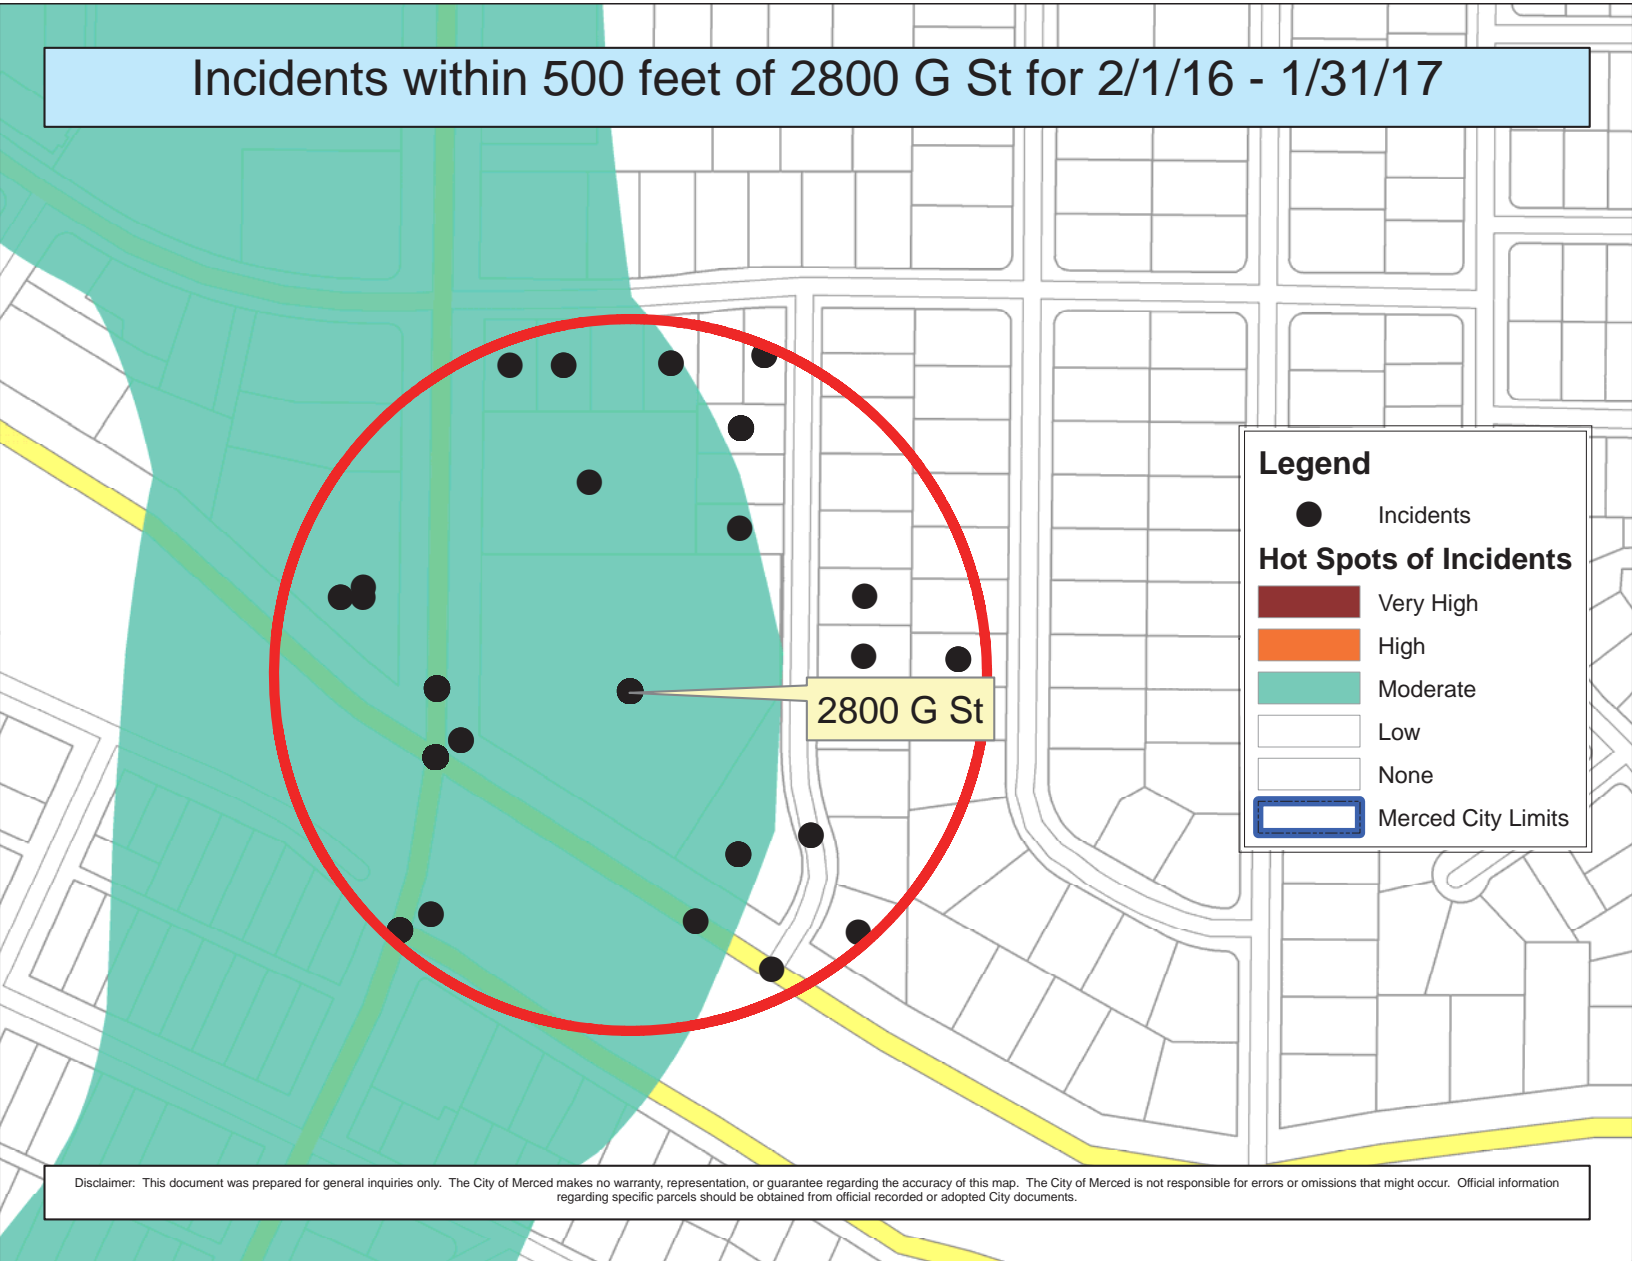 Incidents within 500 feet of 2800 G St for 2/1/16 - 1/31/17
Legend
Incidents
Hot Spots of Incidents
Very High
High
Moderate
Low
None
Merced City Limits
2800 G St
Disclaimer: This document was prepared for general inquiries only. The City of Merced makes no warranty, representation, or guarantee regarding the accuracy of this map. The City of Merced is not responsible for errors or omissions that might occur. Official information
regarding specific parcels should be obtained from official recorded or adopted City documents.